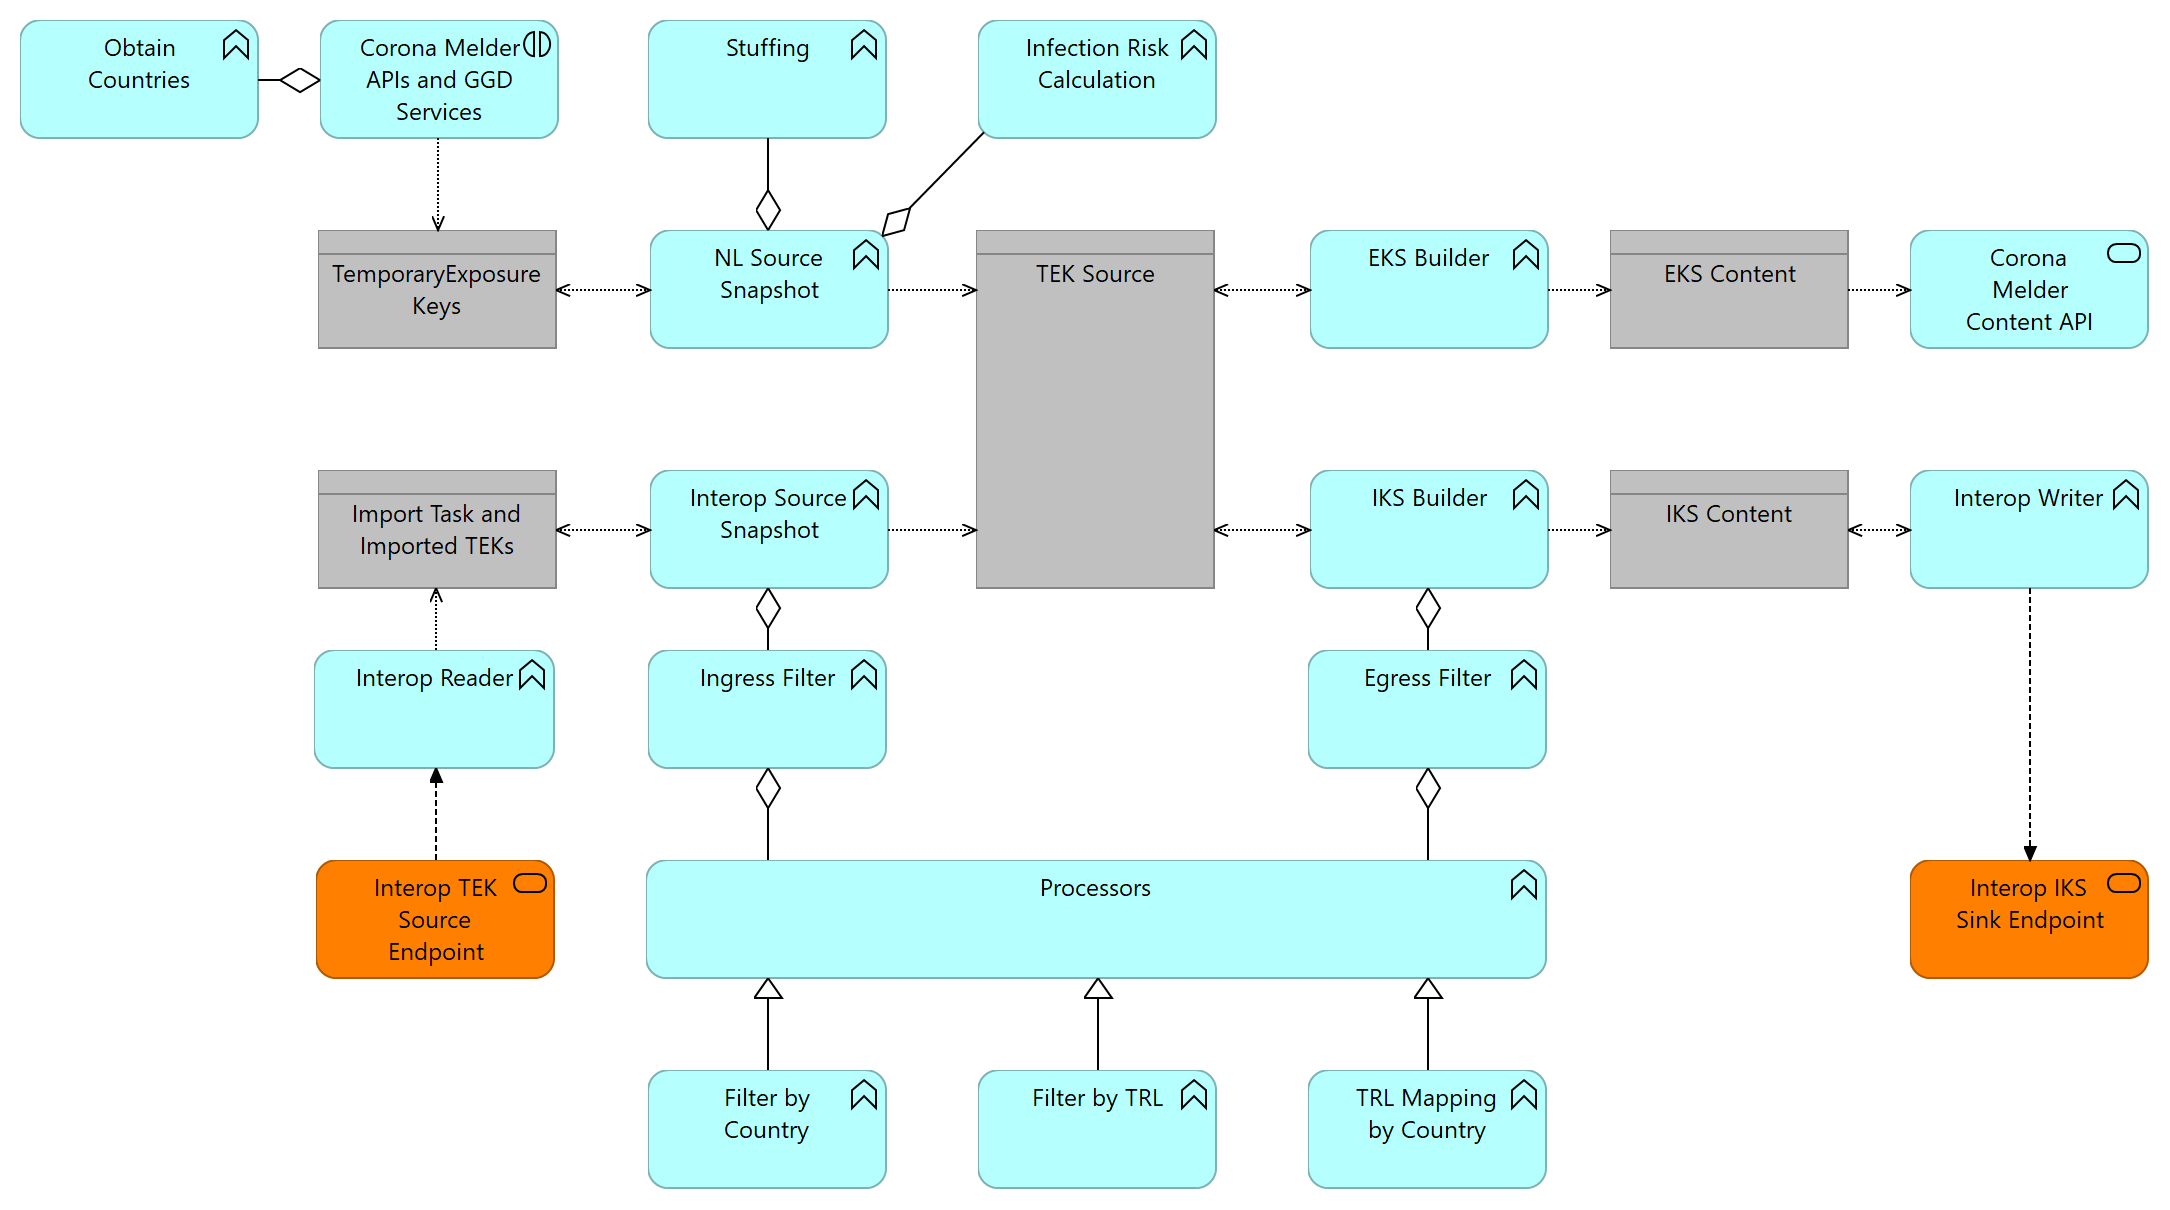 Obtain
Countries
Corona Melder
APIs and GGD
Services
Stuffing
Infection Risk
Calculation
TemporaryExposure
Keys
NL Source
Snapshot
TEK Source
EKS Builder
EKS Content
Corona
Melder
Content API
Import Task and
Imported TEKs
Interop Source
Snapshot
IKS Builder
IKS Content
Interop Writer
Interop Reader
Ingress Filter
Egress Filter
Interop TEK
Source
Endpoint
Processors
Interop IKS
Sink Endpoint
Filter by
Country
Filter by TRL
TRL Mapping
by Country